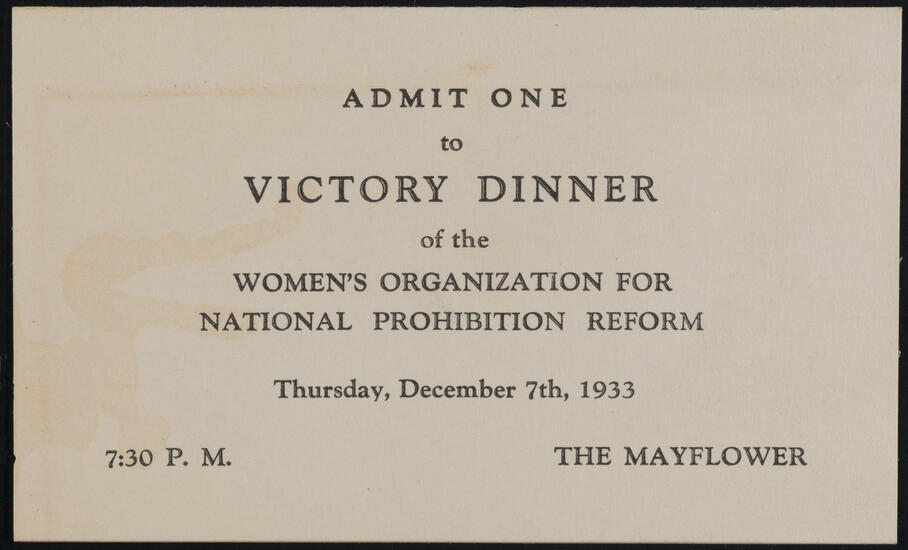 ADMIT ONE
to
VICTORY DINNER
of the
WOMEN'S ORGANIZATION FOR
NATIONAL PROHIBITION REFORM
Thursday, December 7th, 1933
7:30 P. M. THE MAYFLOWER